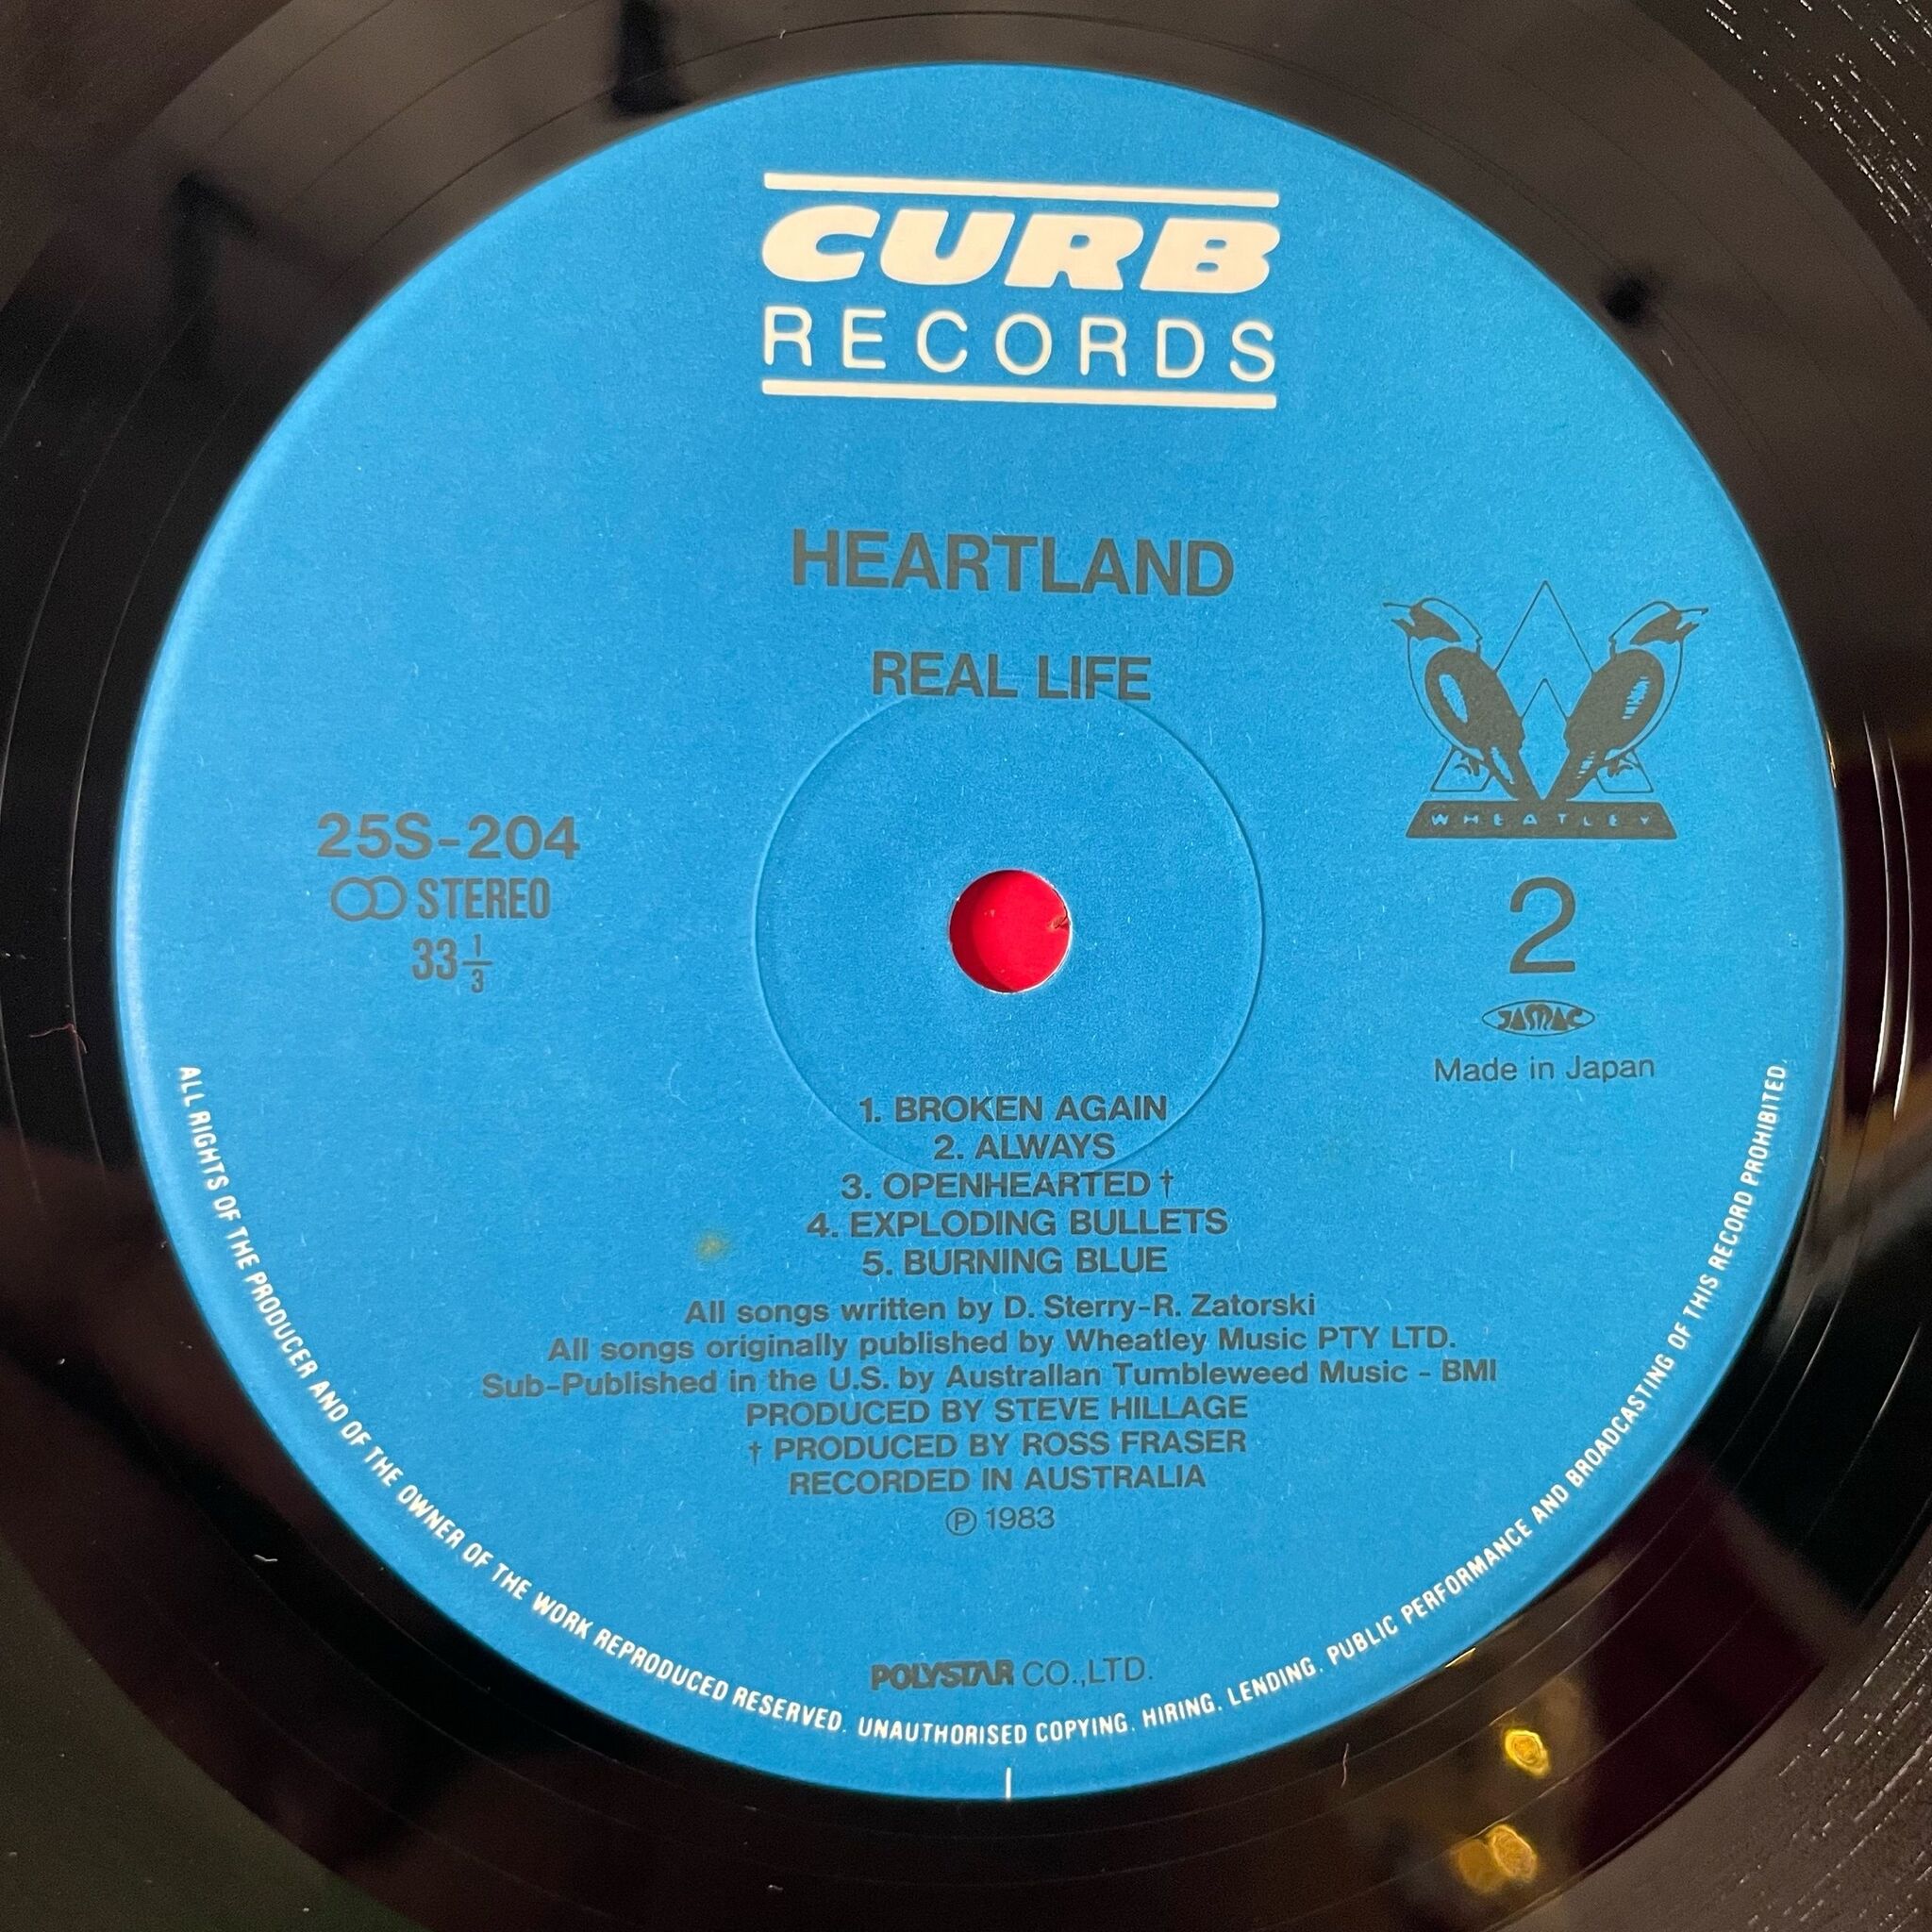 CURB
RECORDS
HEARTLAND
REAL LIFE
25S-204
STEREO
33 1/3
WHEATLEY
2
JAMAC
Made in Japan
1. BROKEN AGAIN
2. ALWAYS
3. OPENHEARTED †
4. EXPLODING BULLETS
5. BURNING BLUE
All songs written by D. Sterry-R. Zatorski
All songs originally published by Wheatley Music PTY LTD.
Sub-Published in the U.S. by Australlan Tumbleweed Music - BMI
PRODUCED BY STEVE HILLAGE
† PRODUCED BY ROSS FRASER
RECORDED IN AUSTRALIA
℗ 1983
POLYSTAR CO.,LTD.
ALL RIGHTS OF THE PRODUCER AND OF THE OWNER OF THE WORK REPRODUCED RESERVED. UNAUTHORISED COPYING. HIRING. LENDING. PUBLIC PERFORMANCE AND BROADCASTING OF THIS RECORD PROHIBITED.